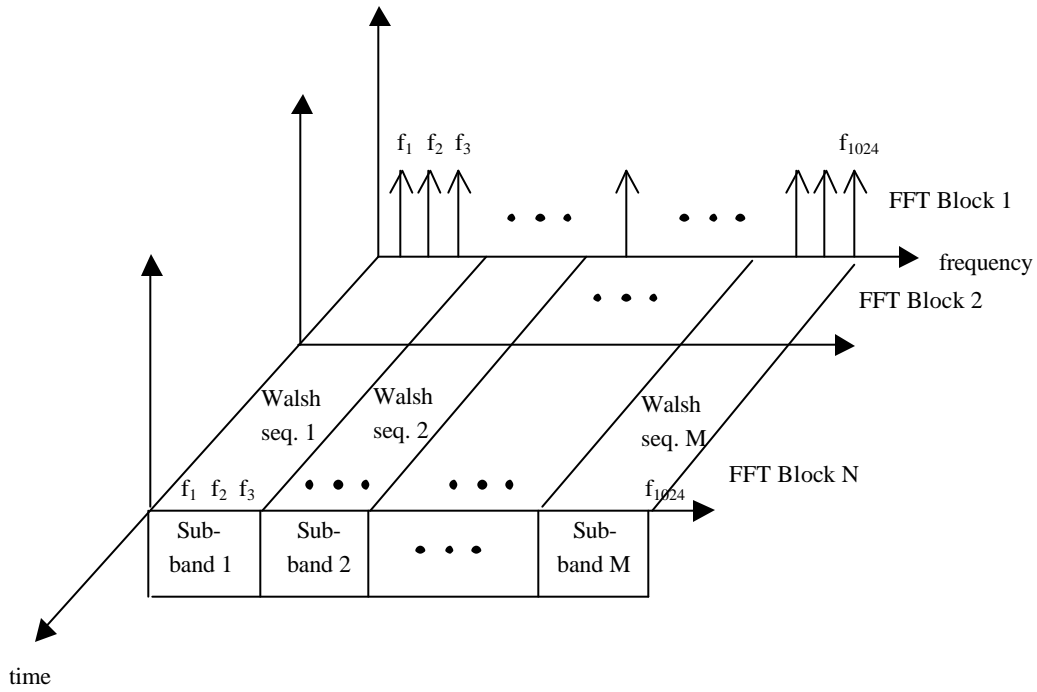 f1 f2 f3
f1024
FFT Block 1
frequency
FFT Block 2
Walsh
seq. 1
Walsh
seq. 2
Walsh
seq. M
FFT Block N
f1 f2 f3
f1024
Sub-
band 1
Sub-
band 2
Sub-
band M
time